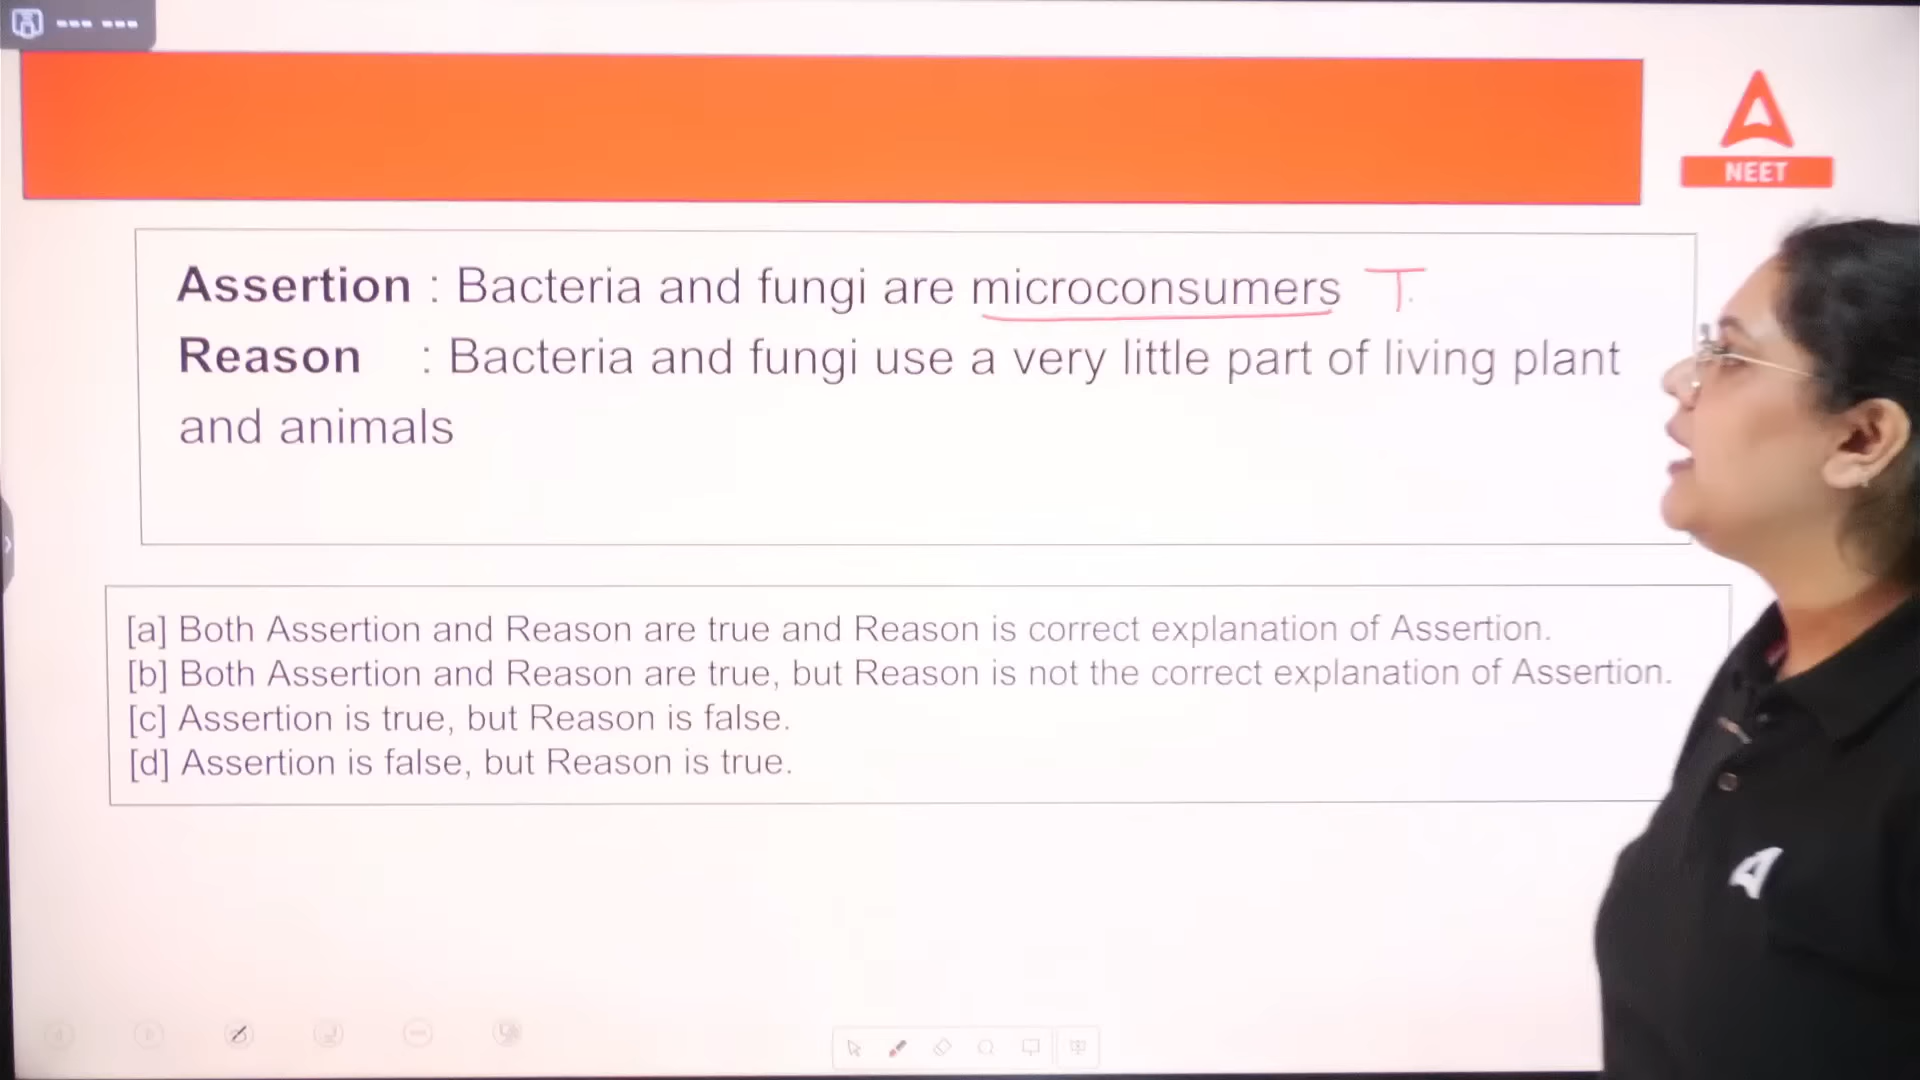 NEET
Assertion : Bacteria and fungi are microconsumers T
Reason : Bacteria and fungi use a very little part of living plant
and animals
[a] Both Assertion and Reason are true and Reason is correct explanation of Assertion.
[b] Both Assertion and Reason are true, but Reason is not the correct explanation of Assertion.
[c] Assertion is true, but Reason is false.
[d] Assertion is false, but Reason is true.